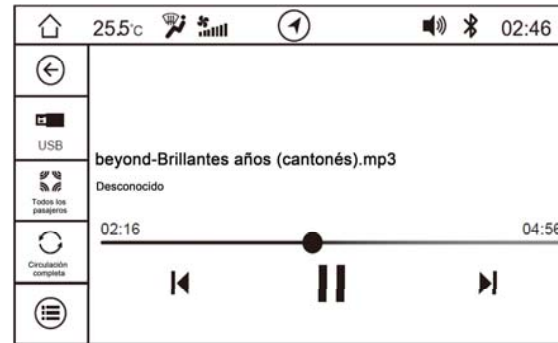 25.5°c 02:46
USB
beyond-Brillantes años (cantonés).mp3
Desconocido
Todos los
pasajeros
02:16 04:56
Circulación
completa